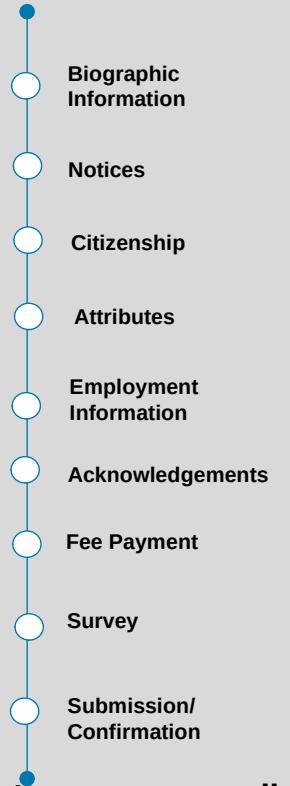 Biographic
Information
Notices
Citizenship
Attributes
Employment
Information
Acknowledgements
Fee Payment
Survey
Submission/
Confirmation